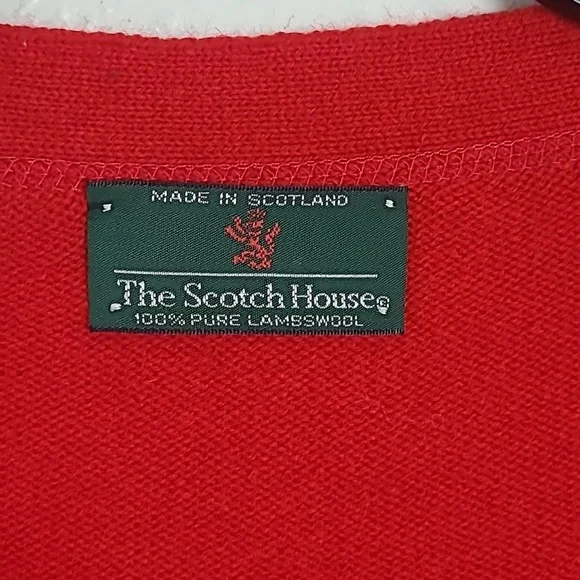 MADE IN SCOTLAND
The Scotch House®
100% PURE LAMBSWOOL